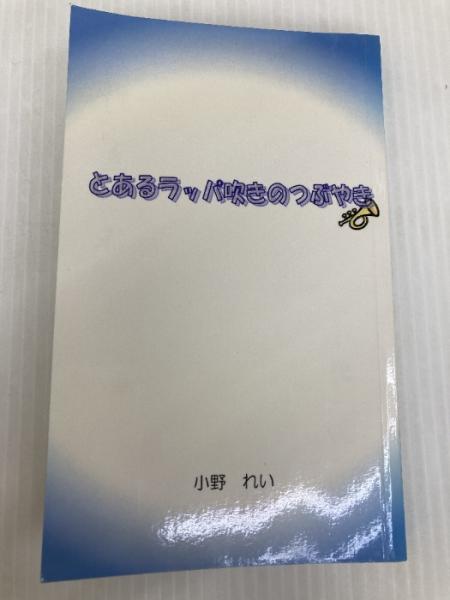 とあるラッパ吹きのつぶやき
小野 れい